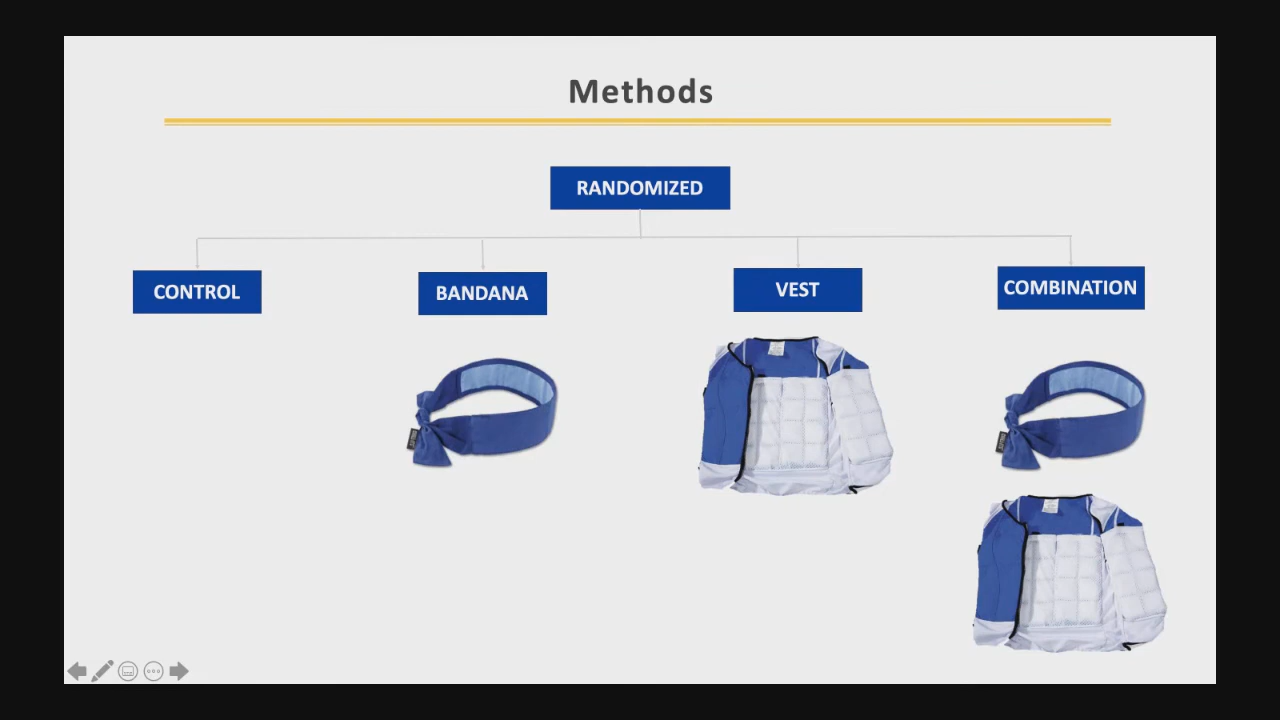 Methods
RANDOMIZED
CONTROL
BANDANA
VEST
COMBINATION